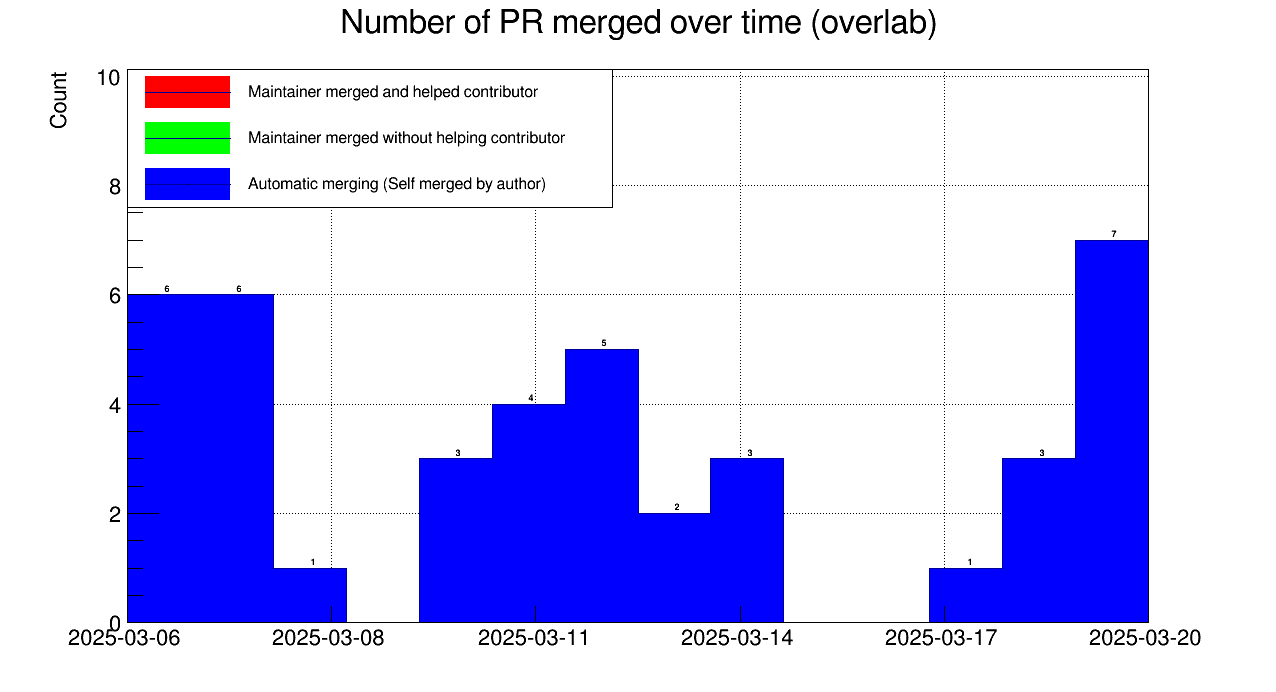 Number of PR merged over time (overlab)
Count
Maintainer merged and helped contributor
Maintainer merged without helping contributor
Automatic merging (Self merged by author)
10
8
6
4
2
0
6 6 1 3 4 5 2 3 1 3 7
2025-03-06 2025-03-08 2025-03-11 2025-03-14 2025-03-17 2025-03-20